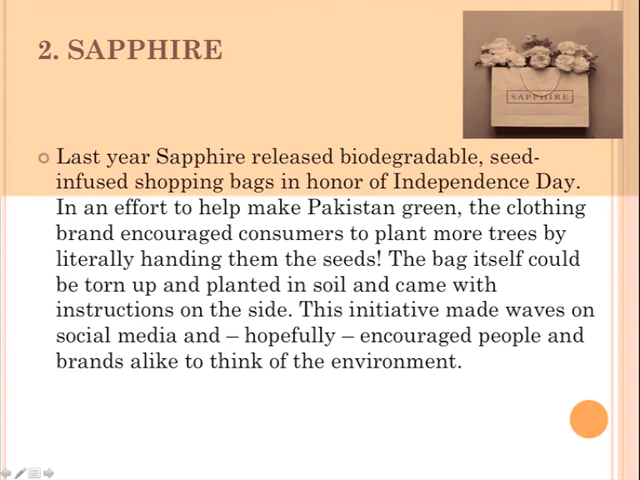 2. SAPPHIRE
SAPPHIRE
Last year Sapphire released biodegradable, seed-
infused shopping bags in honor of Independence Day.
In an effort to help make Pakistan green, the clothing
brand encouraged consumers to plant more trees by
literally handing them the seeds! The bag itself could
be torn up and planted in soil and came with
instructions on the side. This initiative made waves on
social media and – hopefully – encouraged people and
brands alike to think of the environment.